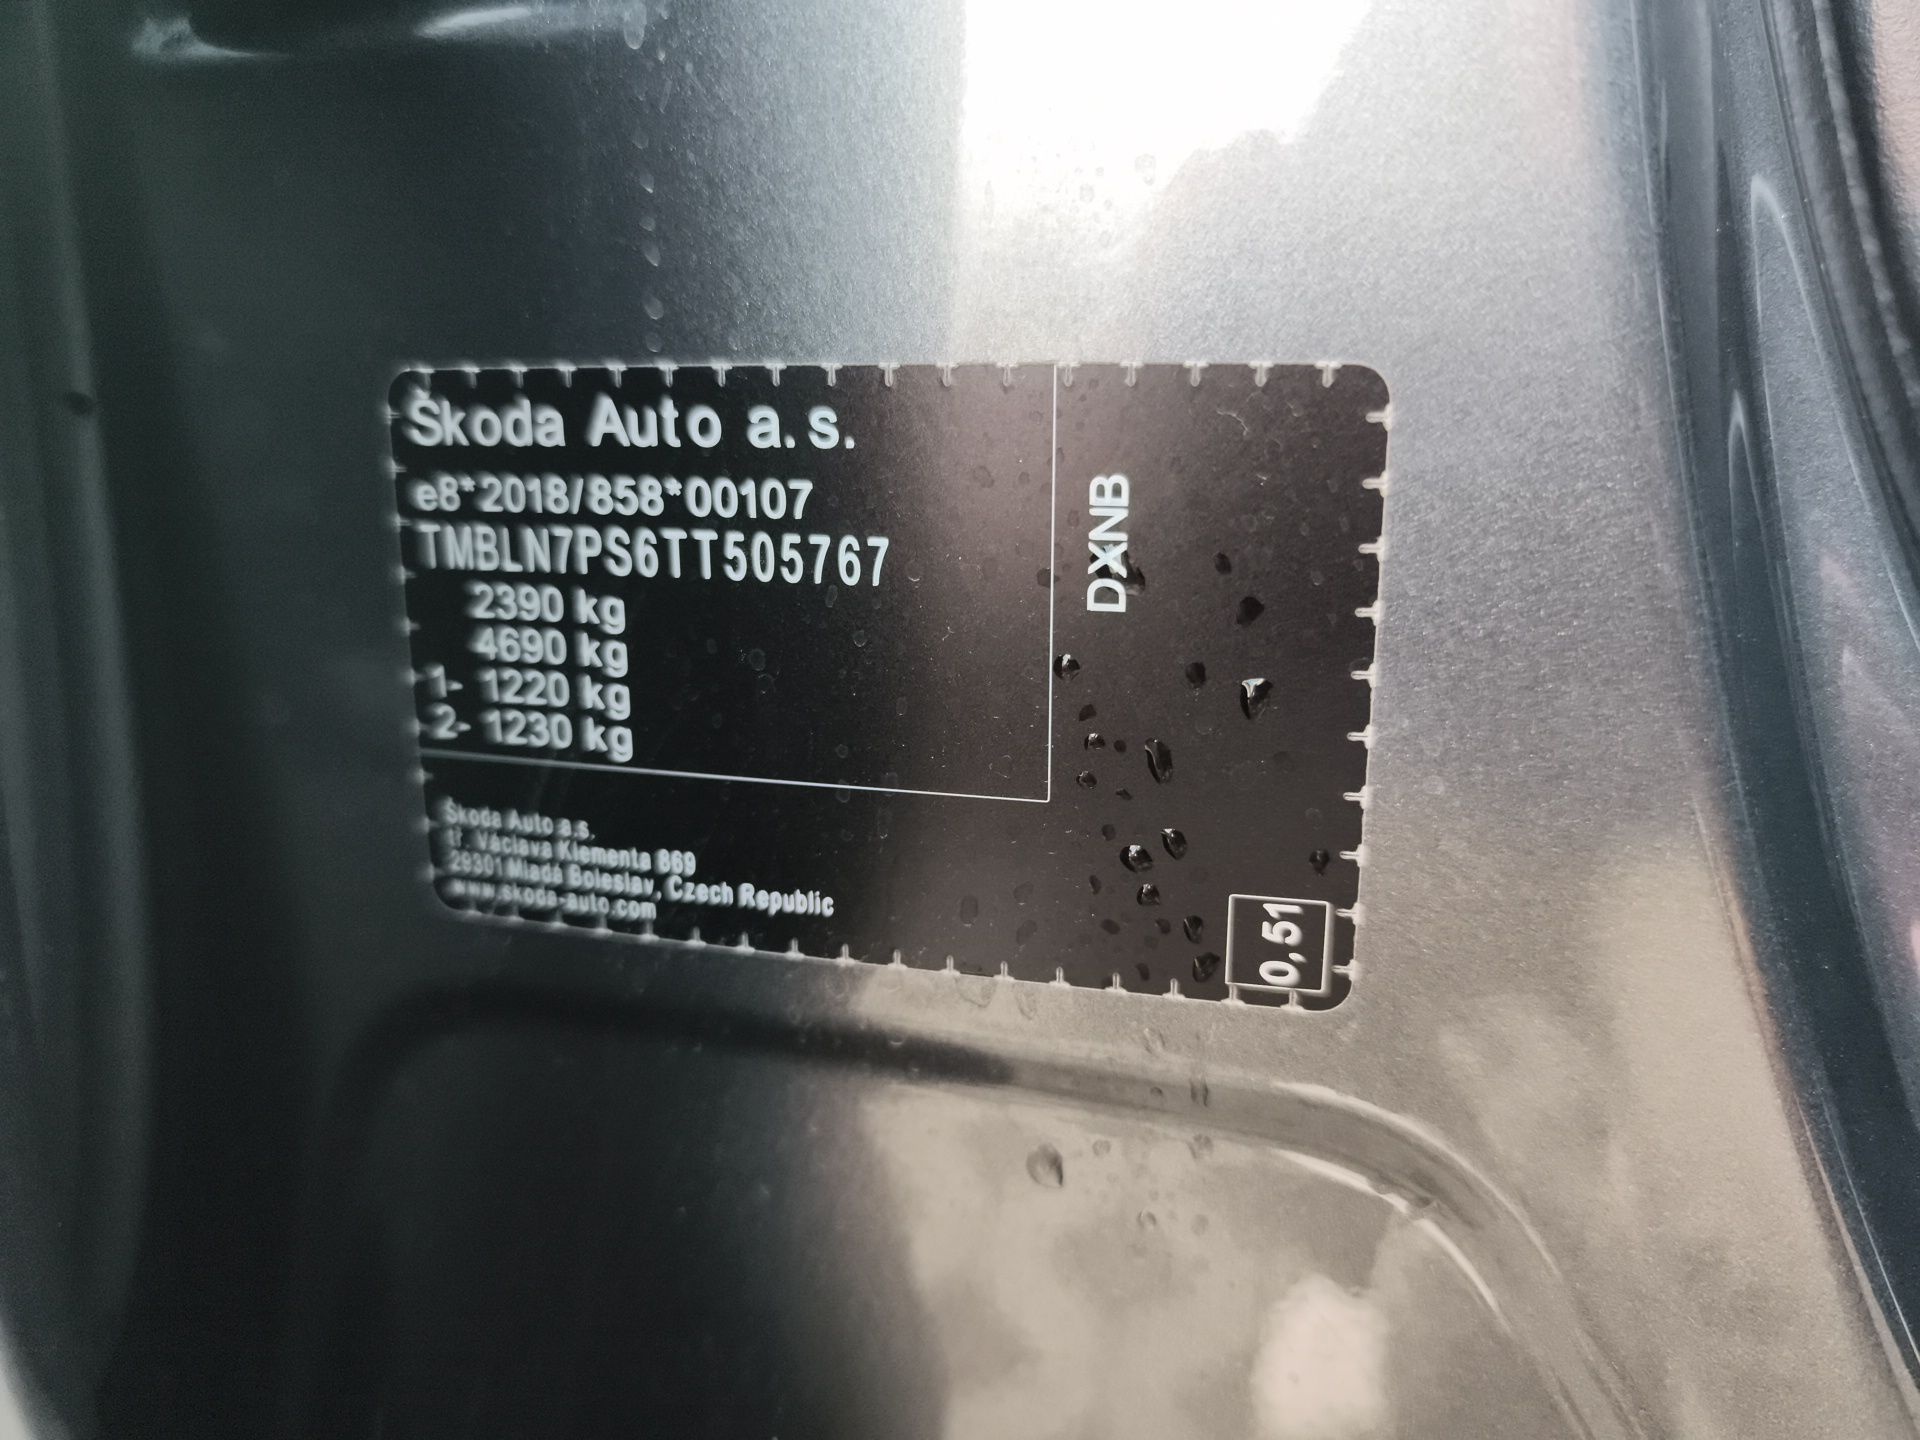 Škoda Auto a.s.
e8*2018/858*00107
TMBLN7PS6TT505767
2390 kg
4690 kg
1- 1220 kg
2- 1230 kg
DXNB
Škoda Auto a.s.
tř. Václava Klementa 869
29301 Mladá Boleslav, Czech Republic
www.skoda-auto.com
0,51